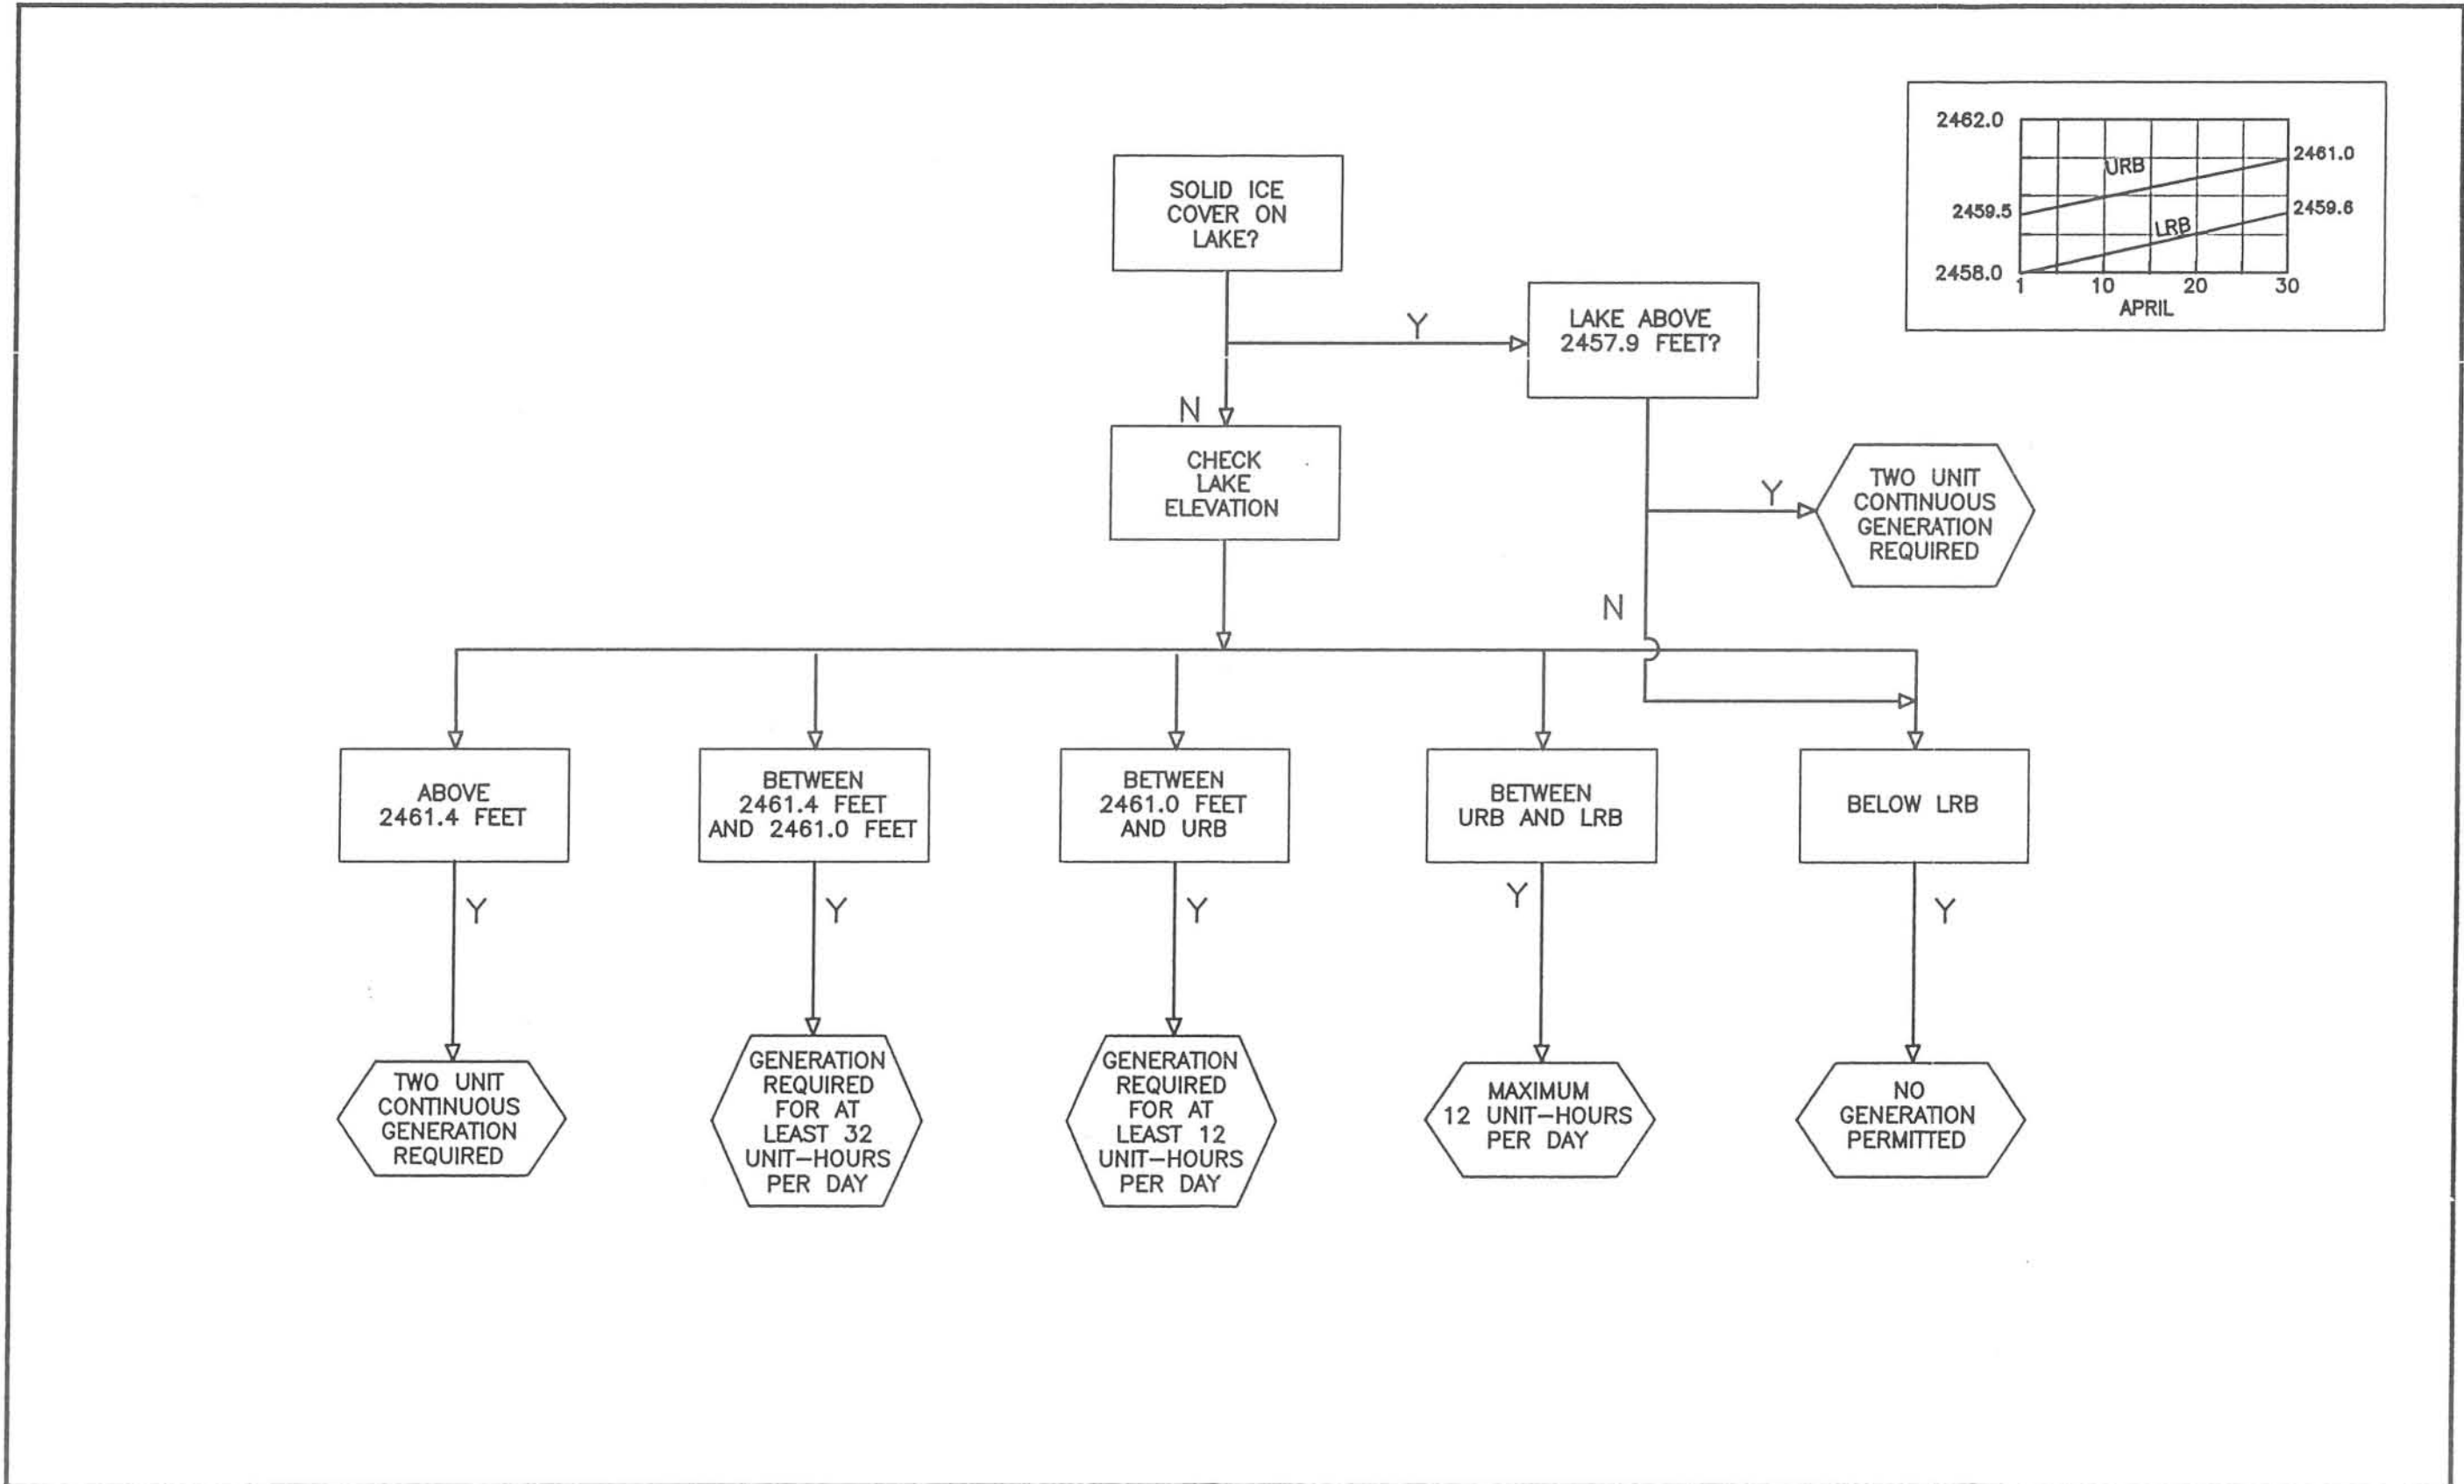 2462.0
2461.0
URB
2459.5
2459.6
LRB
2458.0
1 10 20 30
APRIL
SOLID ICE
COVER ON
LAKE?
Y
LAKE ABOVE
2457.9 FEET?
N
CHECK
LAKE
ELEVATION
Y
TWO UNIT
CONTINUOUS
GENERATION
REQUIRED
N
ABOVE
2461.4 FEET
BETWEEN
2461.4 FEET
AND 2461.0 FEET
BETWEEN
2461.0 FEET
AND URB
BETWEEN
URB AND LRB
BELOW LRB
Y
Y
Y
Y
Y
TWO UNIT
CONTINUOUS
GENERATION
REQUIRED
GENERATION
REQUIRED
FOR AT
LEAST 32
UNIT-HOURS
PER DAY
GENERATION
REQUIRED
FOR AT
LEAST 12
UNIT-HOURS
PER DAY
MAXIMUM
12 UNIT-HOURS
PER DAY
NO
GENERATION
PERMITTED